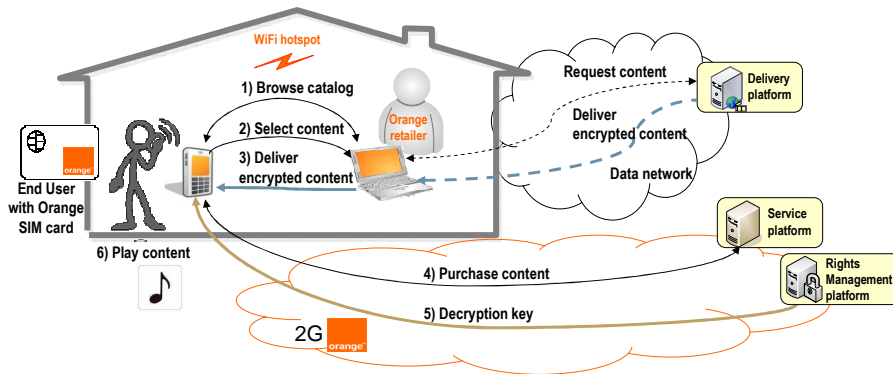 WiFi hotspot
1) Browse catalog
2) Select content
3) Deliver
encrypted content
Orange
retailer
Request content
Deliver
encrypted content
Data network
Delivery
platform
orange™
End User
with Orange
SIM card
6) Play content
4) Purchase content
5) Decryption key
Service
platform
Rights
Management
platform
2G
orange™